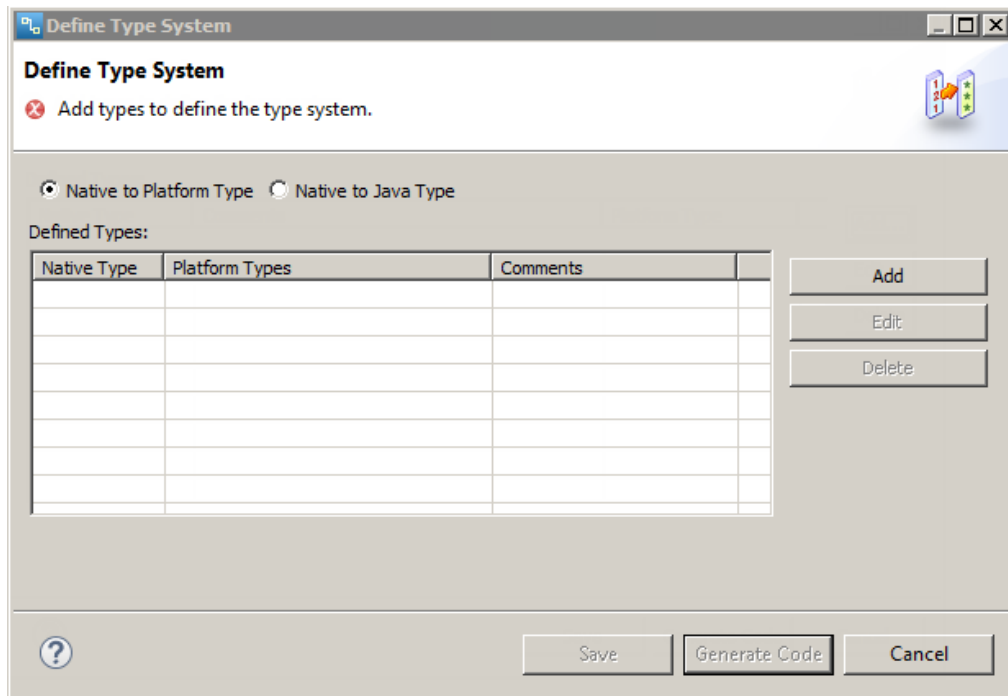 Define Type System
Define Type System
Add types to define the type system.
Native to Platform Type Native to Java Type
Defined Types:
Native Type Platform Types Comments
Add
Edit
Delete
? Save Generate Code Cancel